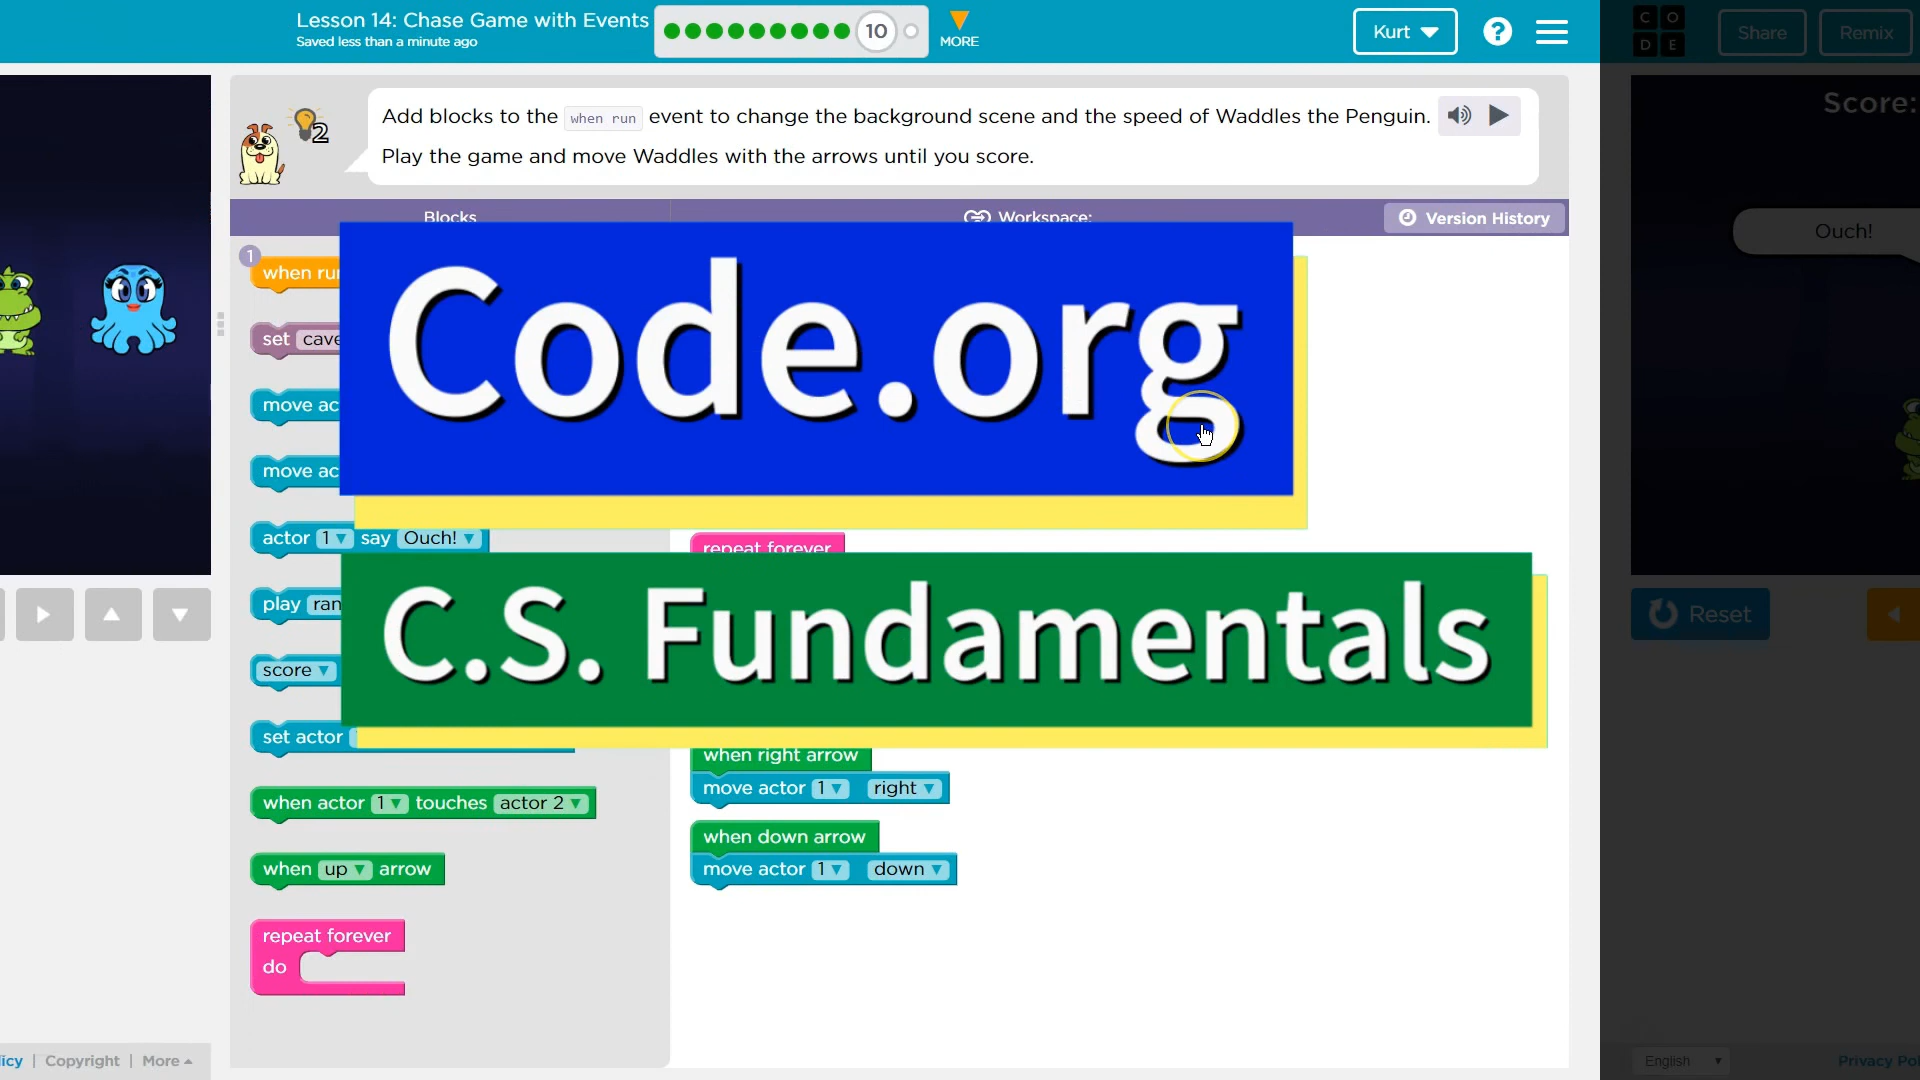 Lesson 14: Chase Game with Events
Saved less than a minute ago
10
MORE
Kurt
?
CODE
Share
Remix
2
Add blocks to the when run event to change the background scene and the speed of Waddles the Penguin.
Play the game and move Waddles with the arrows until you score.
Score:
Blocks
Workspace:
Version History
Ouch!
1
when run
set cave
move ac
move ac
actor 1 say Ouch!
play ran
score
set actor
when actor 1 touches actor 2
when up arrow
repeat forever
do
Code.org
repeat forever
C.S. Fundamentals
when right arrow
move actor 1 right
when down arrow
move actor 1 down
Reset
icy | Copyright | More
English
Privacy Pol